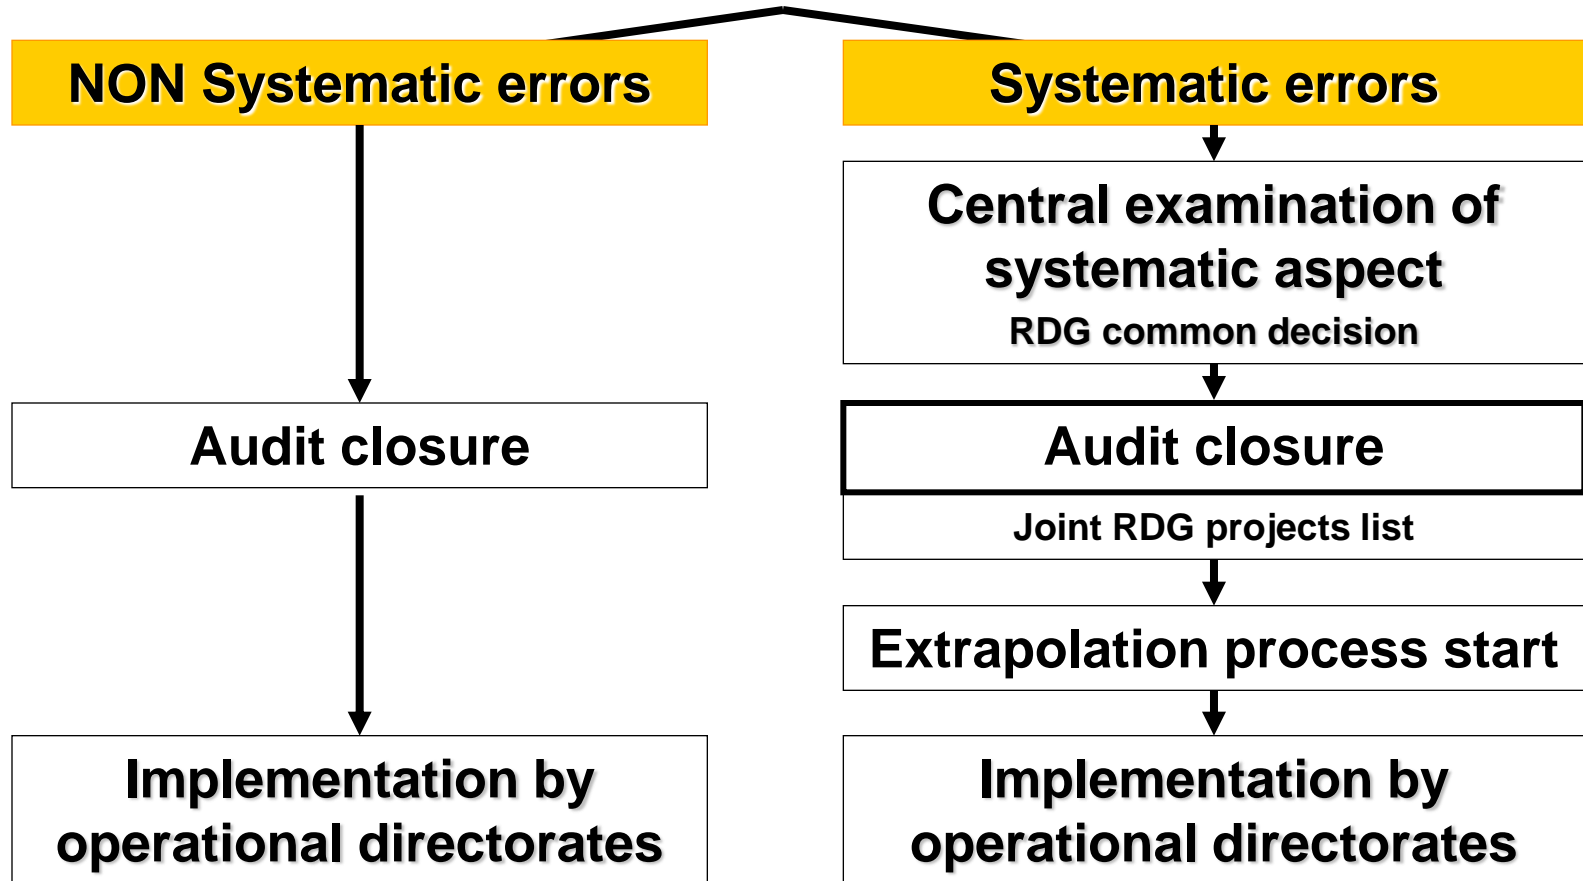 NON Systematic errors
Systematic errors
Central examination of
systematic aspect
RDG common decision
Audit closure
Audit closure
Joint RDG projects list
Extrapolation process start
Implementation by
operational directorates
Implementation by
operational directorates